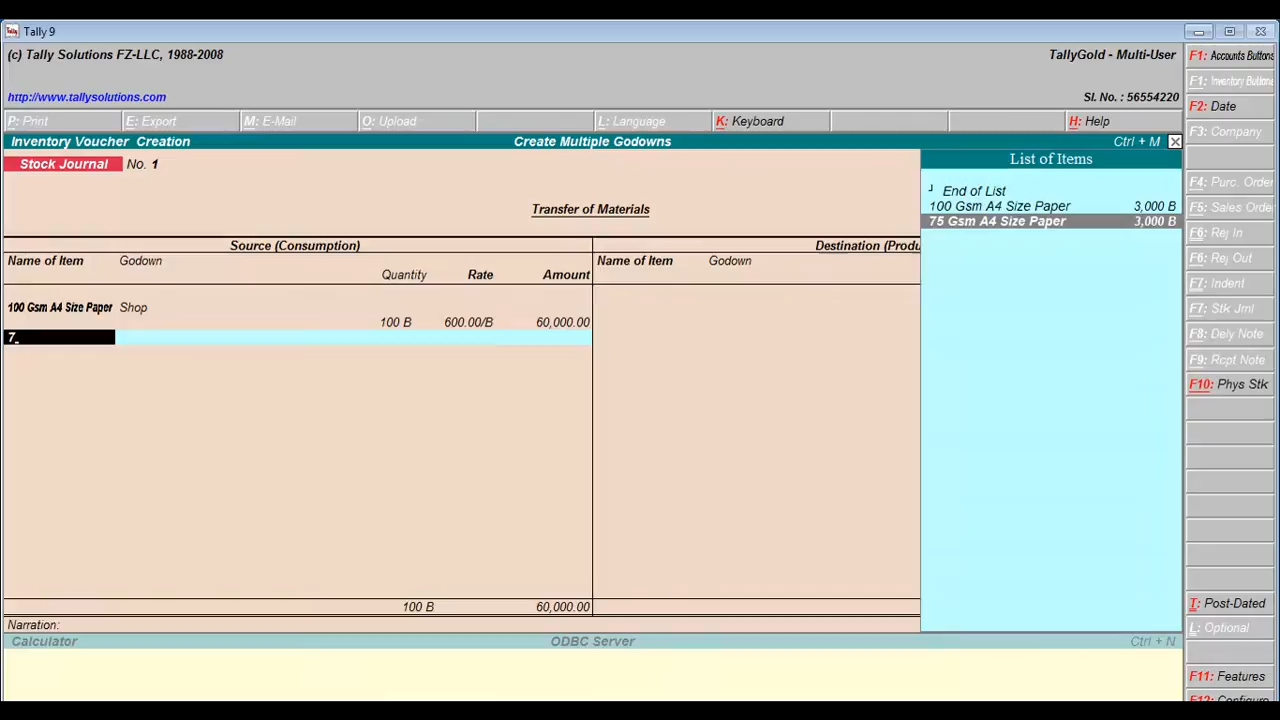 Tally Tally 9
(c) Tally Solutions FZ-LLC, 1988-2008 TallyGold - Multi-User
http://www.tallysolutions.com Sl. No. : 56554220
P: Print E: Export M: E-Mail O: Upload L: Language K: Keyboard H: Help
Inventory Voucher Creation Create Multiple Godowns Ctrl + M
Stock Journal No. 1
Transfer of Materials
Source (Consumption) Destination (Produ
Name of Item Godown Name of Item Godown
Quantity Rate Amount
100 Gsm A4 Size Paper Shop
100 B 600.00/B 60,000.00
7
100 B 60,000.00
Narration:
List of Items
End of List
100 Gsm A4 Size Paper 3,000 B
75 Gsm A4 Size Paper 3,000 B
Calculator ODBC Server Ctrl + N
F1: Accounts Buttons
F1: Inventory Buttons
F2: Date
F3: Company
F4: Purc. Order
F5: Sales Orde
F6: Rej In
F6: Rej Out
F7: Indent
F7: Stk Jrnl
F8: Dely Note
F9: Rcpt Note
F10: Phys Stk
T: Post-Dated
L: Optional
F11: Features
F12: Configure